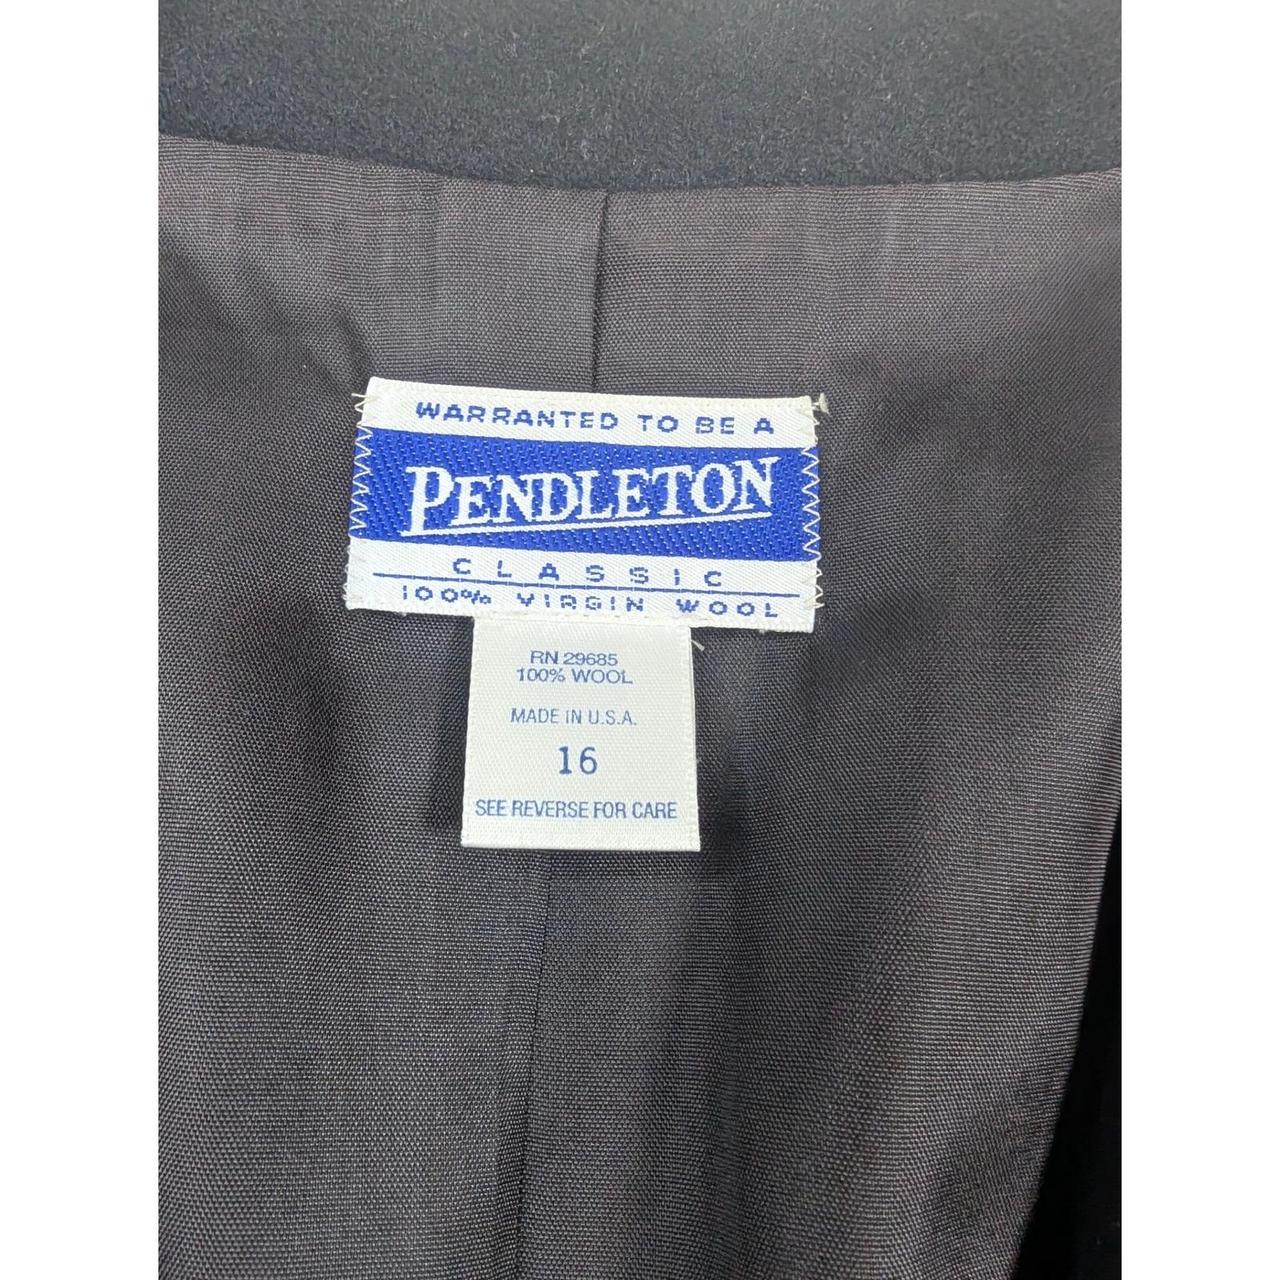 WARRANTED TO BE A
PENDLETON
CLASSIC
100% VIRGIN WOOL
RN 29685
100% WOOL
MADE IN U.S.A.
16
SEE REVERSE FOR CARE